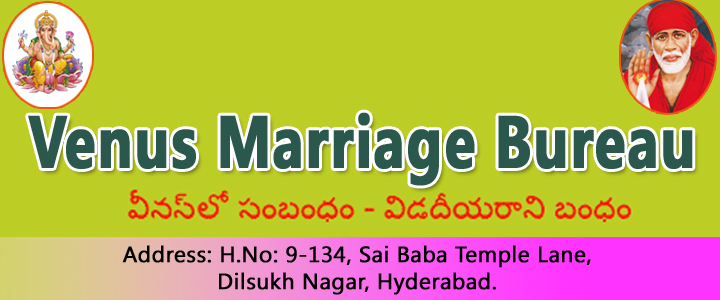 Venus Marriage Bureau
వీనస్‌లో సంబంధం - విడదీయరాని బంధం
Address: H.No: 9-134, Sai Baba Temple Lane,
Dilsukh Nagar, Hyderabad.